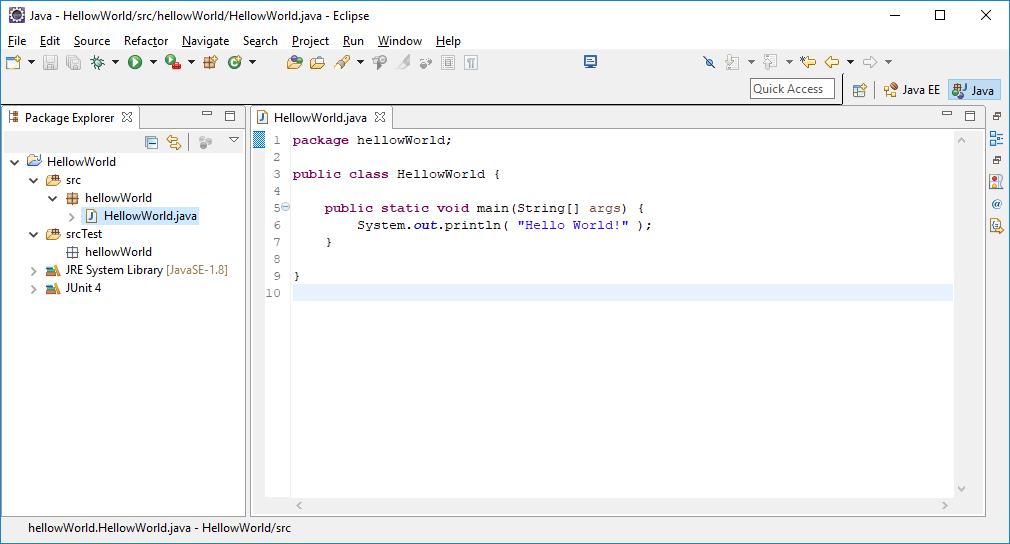 Java - HellowWorld/src/hellowWorld/HellowWorld.java - Eclipse
File Edit Source Refactor Navigate Search Project Run Window Help
Quick Access Java EE Java
Package Explorer
HellowWorld
src
hellowWorld
HellowWorld.java
srcTest
hellowWorld
JRE System Library [JavaSE-1.8]
JUnit 4
HellowWorld.java
1 package hellowWorld;
2
3 public class HellowWorld {
4
5 public static void main(String[] args) {
6 System.out.println( "Hello World!" );
7 }
8
9 }
10
hellowWorld.HellowWorld.java - HellowWorld/src